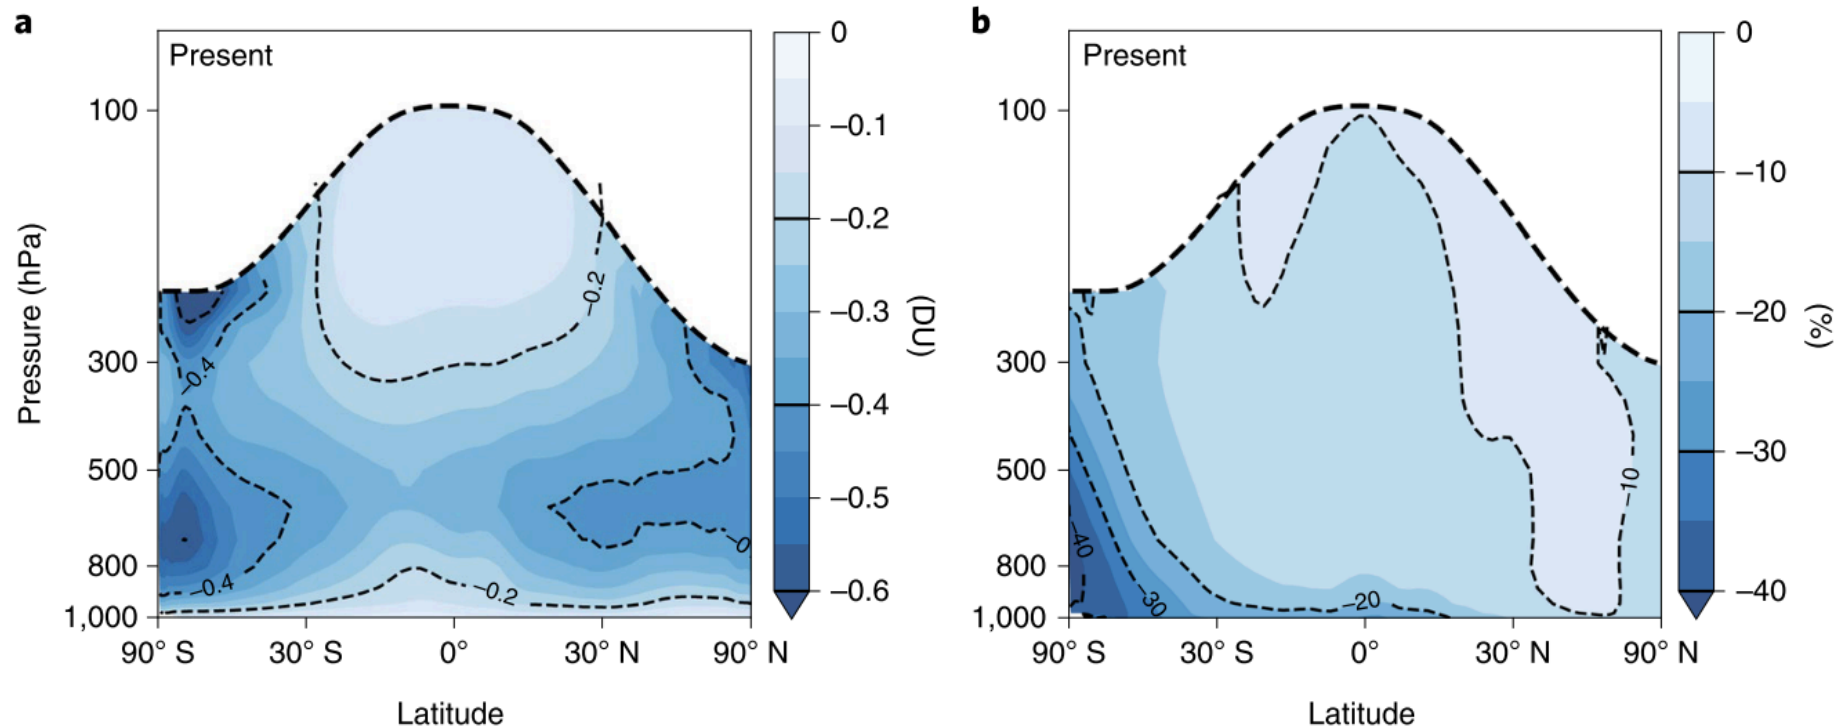 a
Present
100
300
500
800
1,000
Pressure (hPa)
90° S
30° S
0°
30° N
90° N
Latitude
−0.2
−0.4
−0.4
−0.2
−0
0
−0.1
−0.2
−0.3
−0.4
−0.5
−0.6
(DU)
b
Present
100
300
500
800
1,000
90° S
30° S
0°
30° N
90° N
Latitude
−10
−40
−30
−20
0
−10
−20
−30
−40
(%)